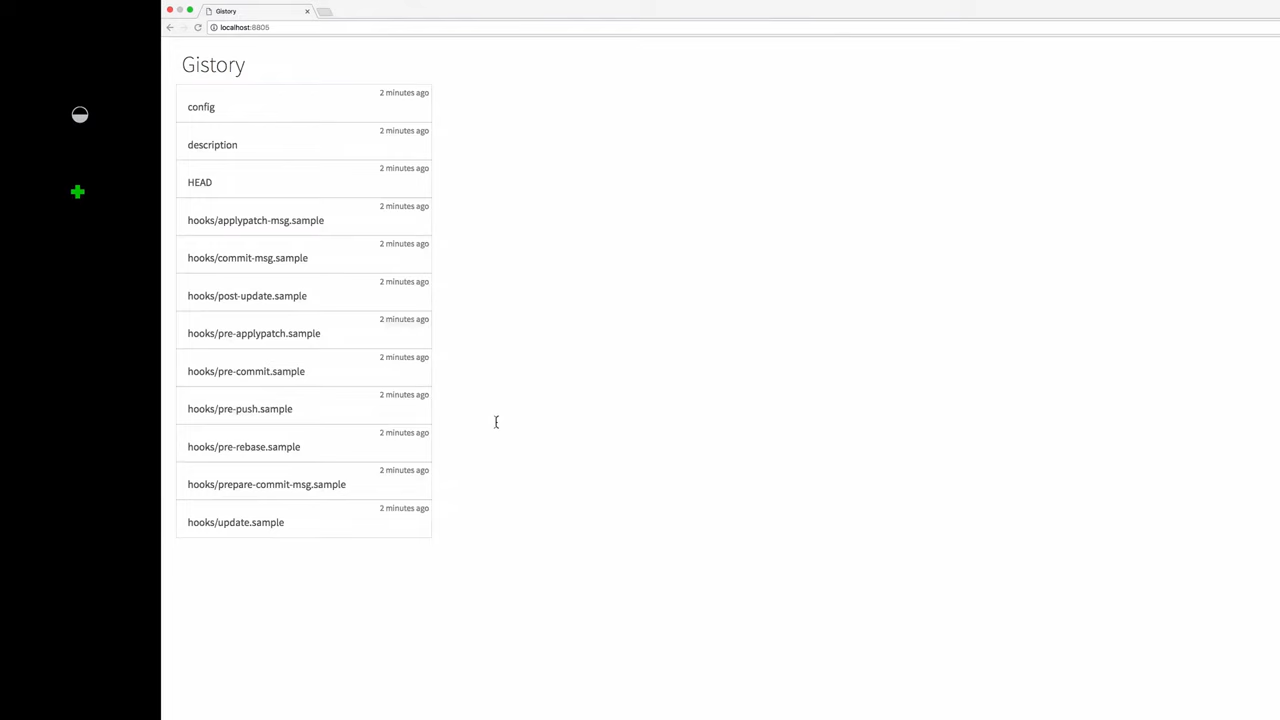 Gistory
localhost:8805
Gistory
2 minutes ago
config
2 minutes ago
description
2 minutes ago
HEAD
2 minutes ago
hooks/applypatch-msg.sample
2 minutes ago
hooks/commit-msg.sample
2 minutes ago
hooks/post-update.sample
2 minutes ago
hooks/pre-applypatch.sample
2 minutes ago
hooks/pre-commit.sample
2 minutes ago
hooks/pre-push.sample
2 minutes ago
hooks/pre-rebase.sample
2 minutes ago
hooks/prepare-commit-msg.sample
2 minutes ago
hooks/update.sample